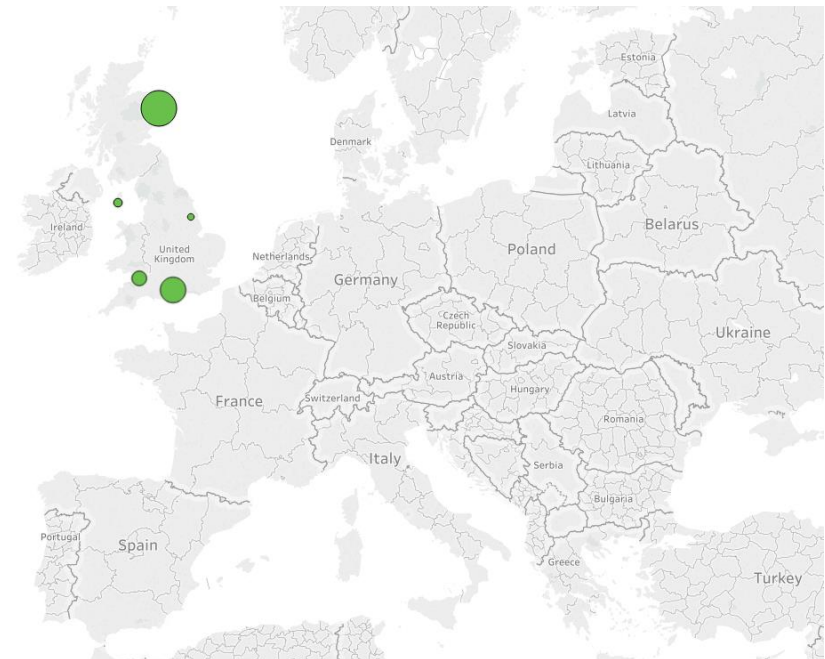 Estonia
Latvia
Denmark
Lithuania
Ireland
Belarus
United
Kingdom
Netherlands
Poland
Germany
Belgium
Czech
Republic
Ukraine
Slovakia
Austria
Hungary
France
Switzerland
Romania
Italy
Serbia
Bulgaria
Portugal
Spain
Greece
Turkey